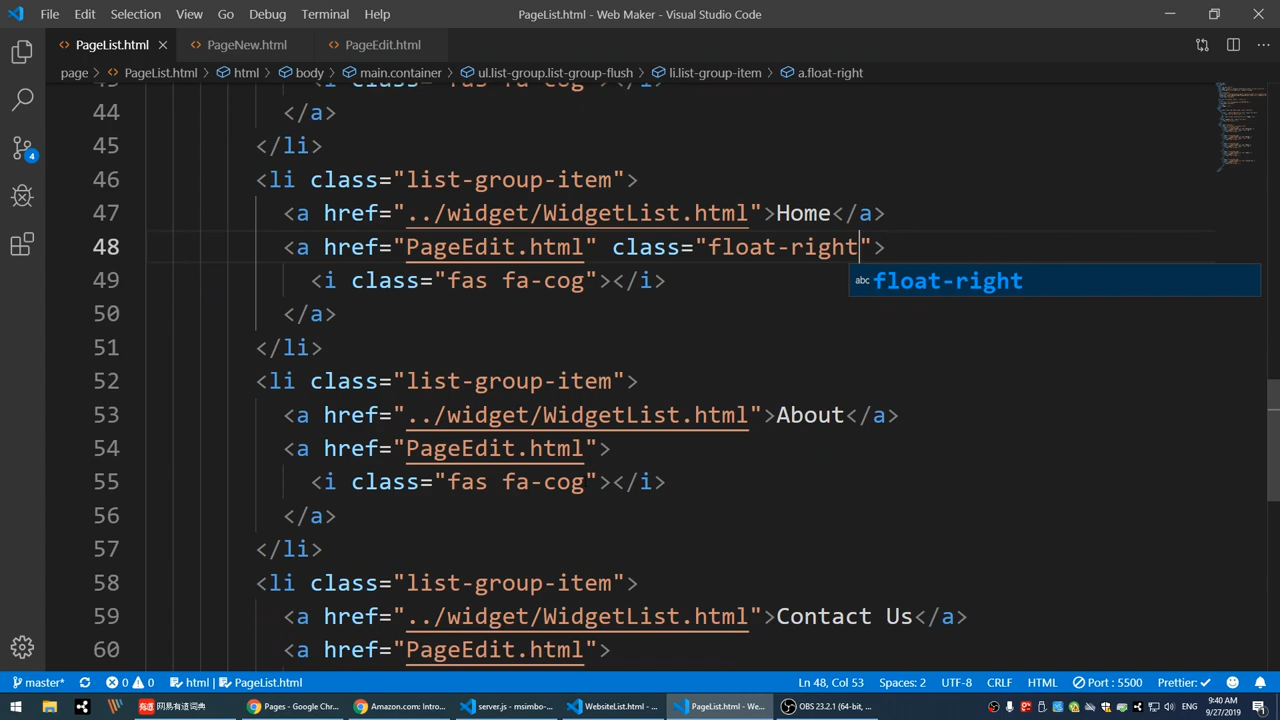 File Edit Selection View Go Debug Terminal Help PageList.html - Web Maker - Visual Studio Code
PageList.html PageNew.html PageEdit.html
page > PageList.html > html > body > main.container > ul.list-group.list-group-flush > li.list-group-item > a.float-right
<i class="fas fa-cog"></i>
44 </a>
45 </li>
46 <li class="list-group-item">
47 <a href="../widget/WidgetList.html">Home</a>
48 <a href="PageEdit.html" class="float-right">
49 <i class="fas fa-cog"></i>
abc float-right
50 </a>
51 </li>
52 <li class="list-group-item">
53 <a href="../widget/WidgetList.html">About</a>
54 <a href="PageEdit.html">
55 <i class="fas fa-cog"></i>
56 </a>
57 </li>
58 <li class="list-group-item">
59 <a href="../widget/WidgetList.html">Contact Us</a>
60 <a href="PageEdit.html">
4
master* 0 0 html | PageList.html Ln 48, Col 53 Spaces: 2 UTF-8 CRLF HTML Port : 5500 Prettier: ✓
网易有道词典 Pages - Google Chr... Amazon.com: Intro... server.js - msimbo-... WebsiteList.html - ... PageList.html - We... OBS 23.2.1 (64-bit, ... ENG 9:40 AM
9/27/2019